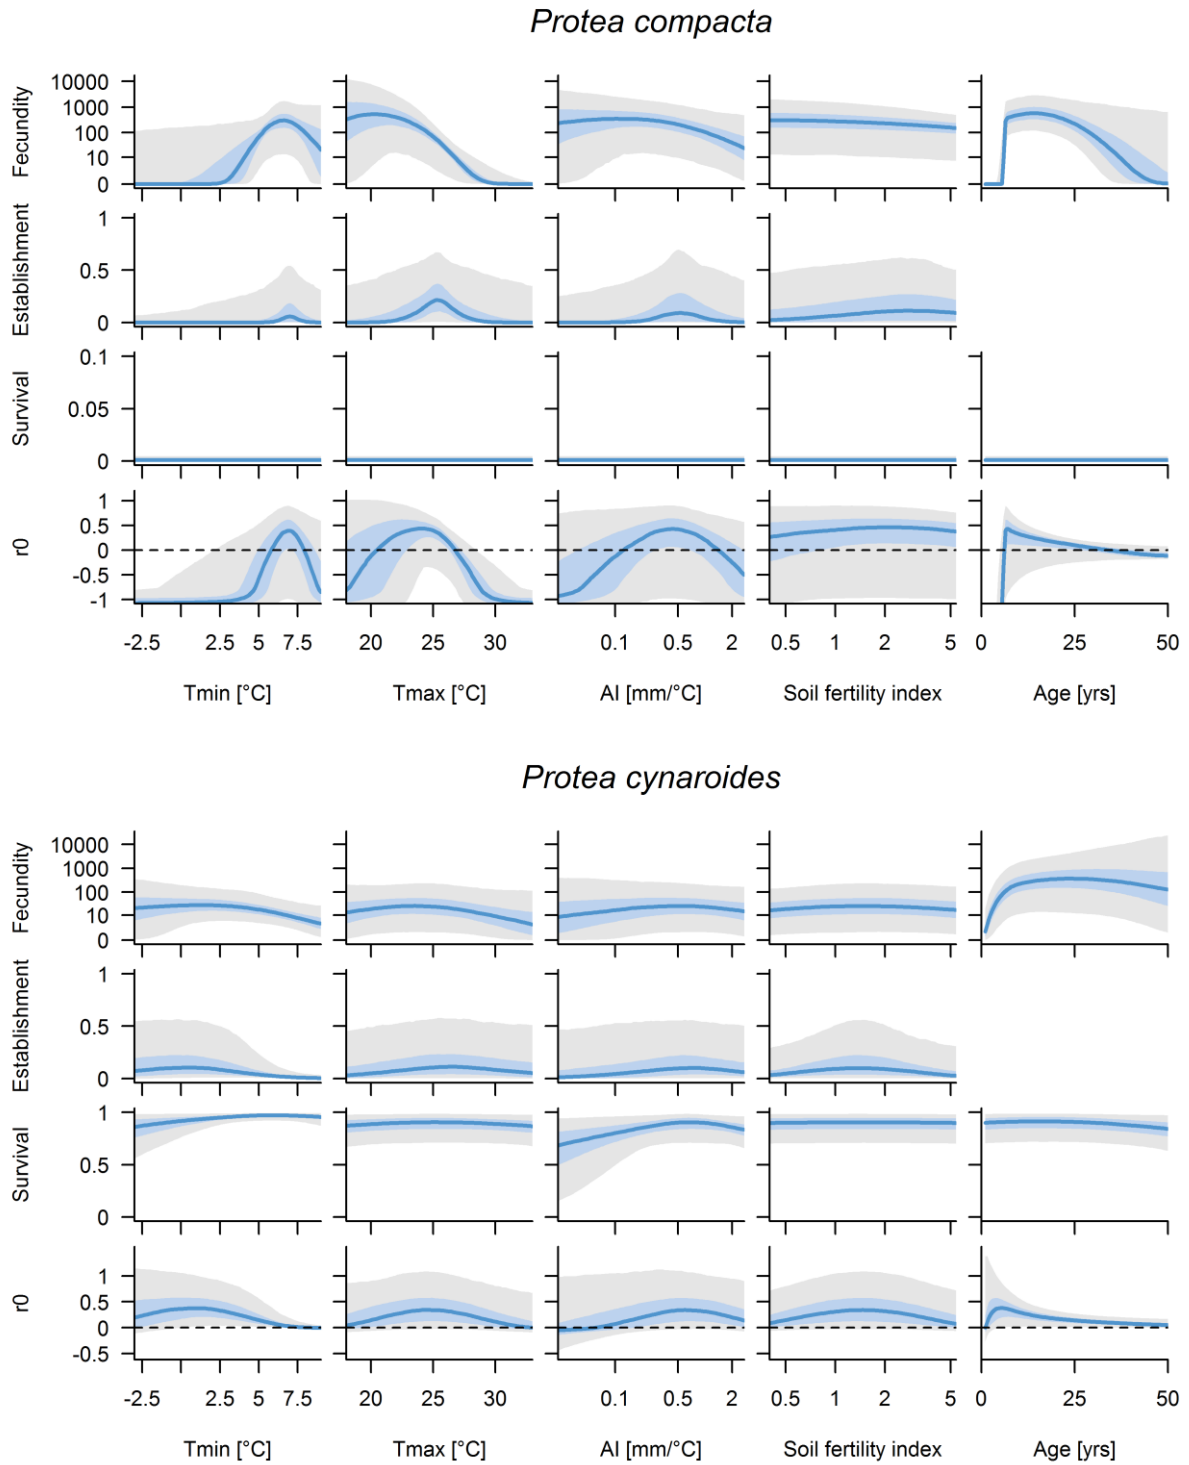 Protea compacta
Fecundity
10000
1000
100
10
0
Establishment
1
0.5
0
Survival
0.1
0.05
0
r0
1
0.5
0
-0.5
-1
-2.5 5 7.5 20 25 30 0.1 0.5 2 0.5 1 2 5 0 25 50
Tmin [°C] Tmax [°C] AI [mm/°C] Soil fertility index Age [yrs]
Protea cynaroides
Fecundity
10000
1000
100
10
0
Establishment
1
0.5
0
Survival
1
0.5
0
r0
1
0.5
0
-0.5
-2.5 5 7.5 20 25 30 0.1 0.5 2 0.5 1 2 5 0 25 50
Tmin [°C] Tmax [°C] AI [mm/°C] Soil fertility index Age [yrs]